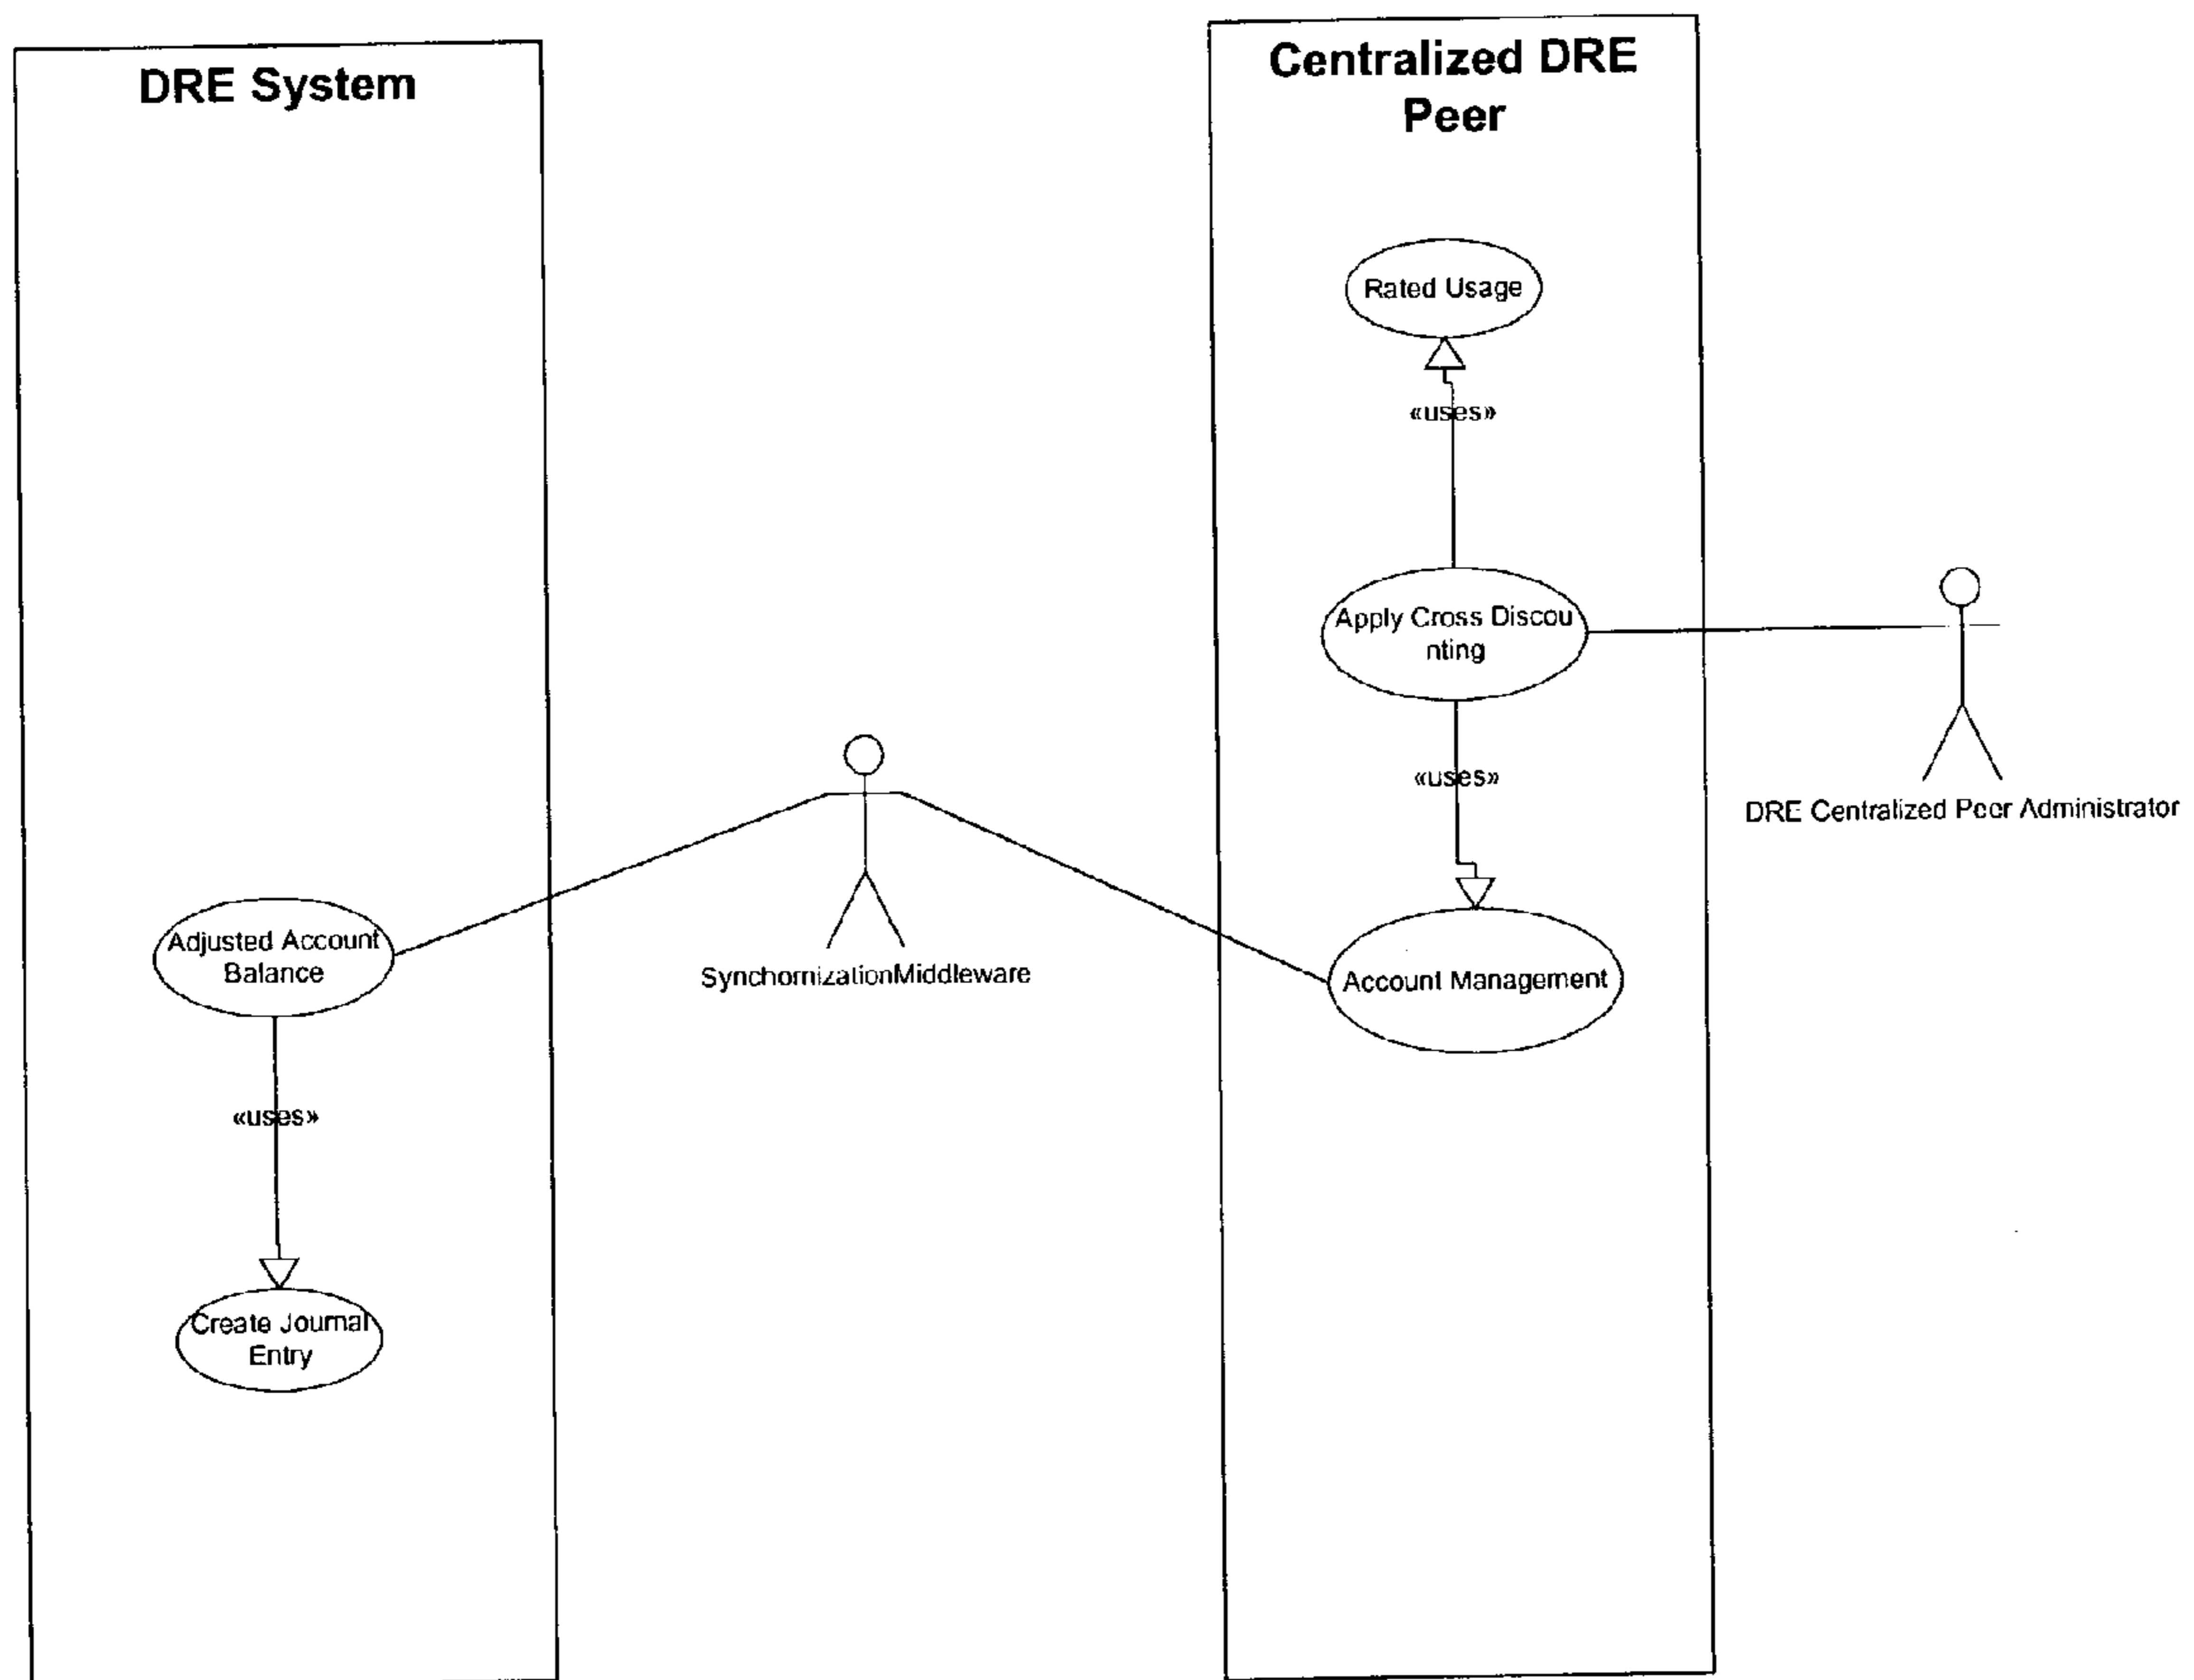 DRE System
Centralized DRE
Peer
Rated Usage
«uses»
Apply Cross Discou
nting
«uses»
DRE Centralized Peer Administrator
Adjusted Account
Balance
SynchornizationMiddleware
Account Management
«uses»
Create Journal
Entry